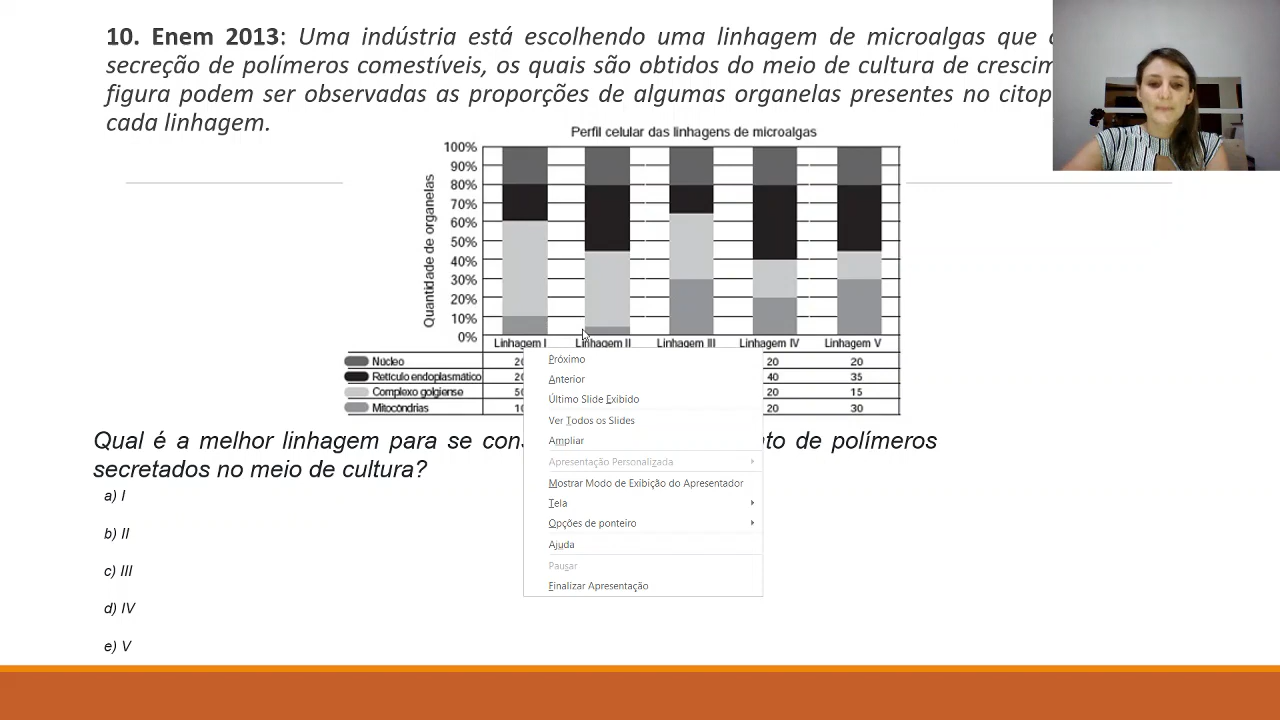 10. Enem 2013: Uma indústria está escolhendo uma linhagem de microalgas que
secreção de polímeros comestíveis, os quais são obtidos do meio de cultura de
figura podem ser observadas as proporções de algumas organelas presentes no
cada linhagem.
Perfil celular das linhagens de microalgas
Quantidade de organelas
100%
90%
80%
70%
60%
50%
40%
30%
20%
10%
0%
Linhagem I Linhagem II Linhagem III Linhagem IV Linhagem V
Núcleo 20 20
Retículo endoplasmático 40 35
Complexo golgiense 20 15
Mitocôndrias 20 30
Próximo
Anterior
Último Slide Exibido
Ver Todos os Slides
Ampliar
Apresentação Personalizada
Mostrar Modo de Exibição do Apresentador
Tela
Opções de ponteiro
Ajuda
Pausar
Finalizar Apresentação
Qual é a melhor linhagem para se de polímeros
secretados no meio de cultura?
a) I
b) II
c) III
d) IV
e) V